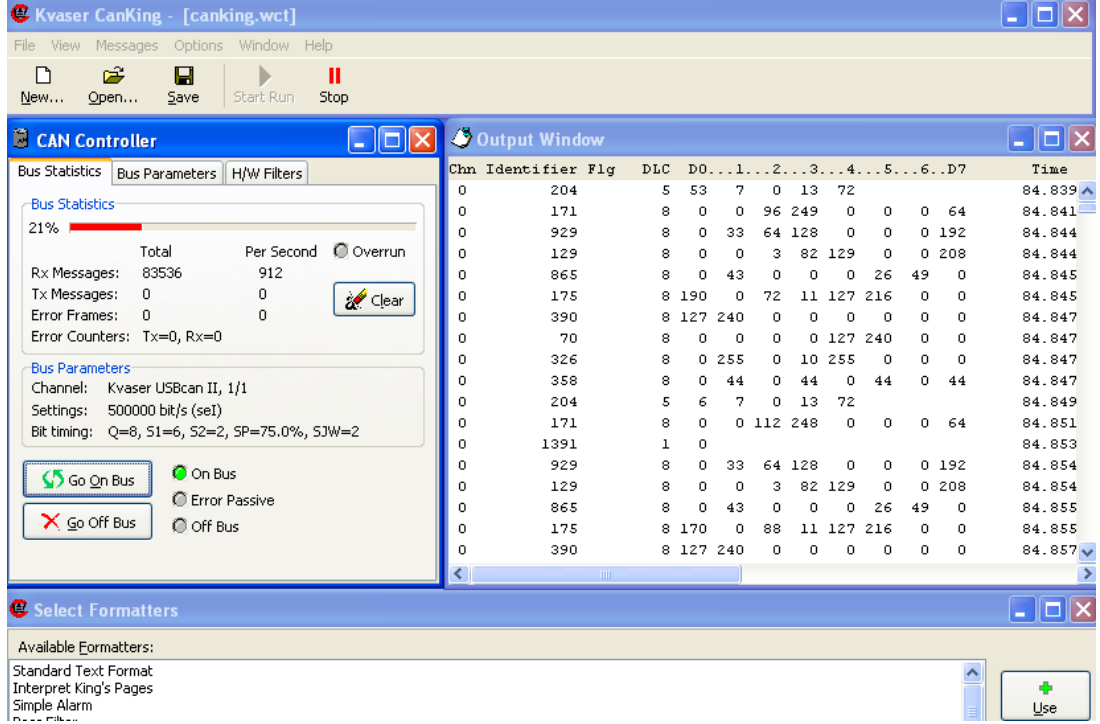 Kvaser CanKing - [canking.wct]
File View Messages Options Window Help
New... Open... Save Start Run Stop
CAN Controller
Bus Statistics Bus Parameters H/W Filters
Bus Statistics
21%
Total Per Second Overrun
Rx Messages: 83536 912
Tx Messages: 0 0 Clear
Error Frames: 0 0
Error Counters: Tx=0, Rx=0
Bus Parameters
Channel: Kvaser USBcan II, 1/1
Settings: 500000 bit/s (seI)
Bit timing: Q=8, S1=6, S2=2, SP=75.0%, SJW=2
Go On Bus On Bus
Error Passive
Go Off Bus Off Bus
Output Window
Chn Identifier Flg DLC D0...1...2...3...4...5...6..D7 Time
0 204 5 53 7 0 13 72 84.839
0 171 8 0 0 96 249 0 0 0 64 84.841
0 929 8 0 33 64 128 0 0 0 192 84.844
0 129 8 0 0 3 82 129 0 0 208 84.844
0 865 8 0 43 0 0 0 26 49 0 84.845
0 175 8 190 0 72 11 127 216 0 0 84.845
0 390 8 127 240 0 0 0 0 0 0 84.847
0 70 8 0 0 0 0 127 240 0 0 84.847
0 326 8 0 255 0 10 255 0 0 0 84.847
0 358 8 0 44 0 44 0 44 0 44 84.847
0 204 5 6 7 0 13 72 84.849
0 171 8 0 0 112 248 0 0 0 64 84.851
0 1391 1 0 84.853
0 929 8 0 33 64 128 0 0 0 192 84.854
0 129 8 0 0 3 82 129 0 0 208 84.854
0 865 8 0 43 0 0 0 26 49 0 84.855
0 175 8 170 0 88 11 127 216 0 0 84.855
0 390 8 127 240 0 0 0 0 0 0 84.857
Select Formatters
Available Formatters:
Standard Text Format
Interpret King's Pages
Simple Alarm
Use